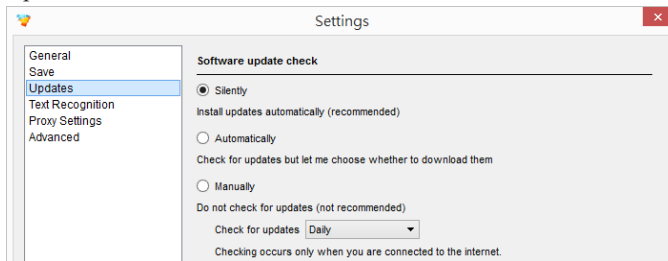 Settings
General
Save
Updates
Text Recognition
Proxy Settings
Advanced
Software update check
Silently
Install updates automatically (recommended)
Automatically
Check for updates but let me choose whether to download them
Manually
Do not check for updates (not recommended)
Check for updates Daily
Checking occurs only when you are connected to the internet.